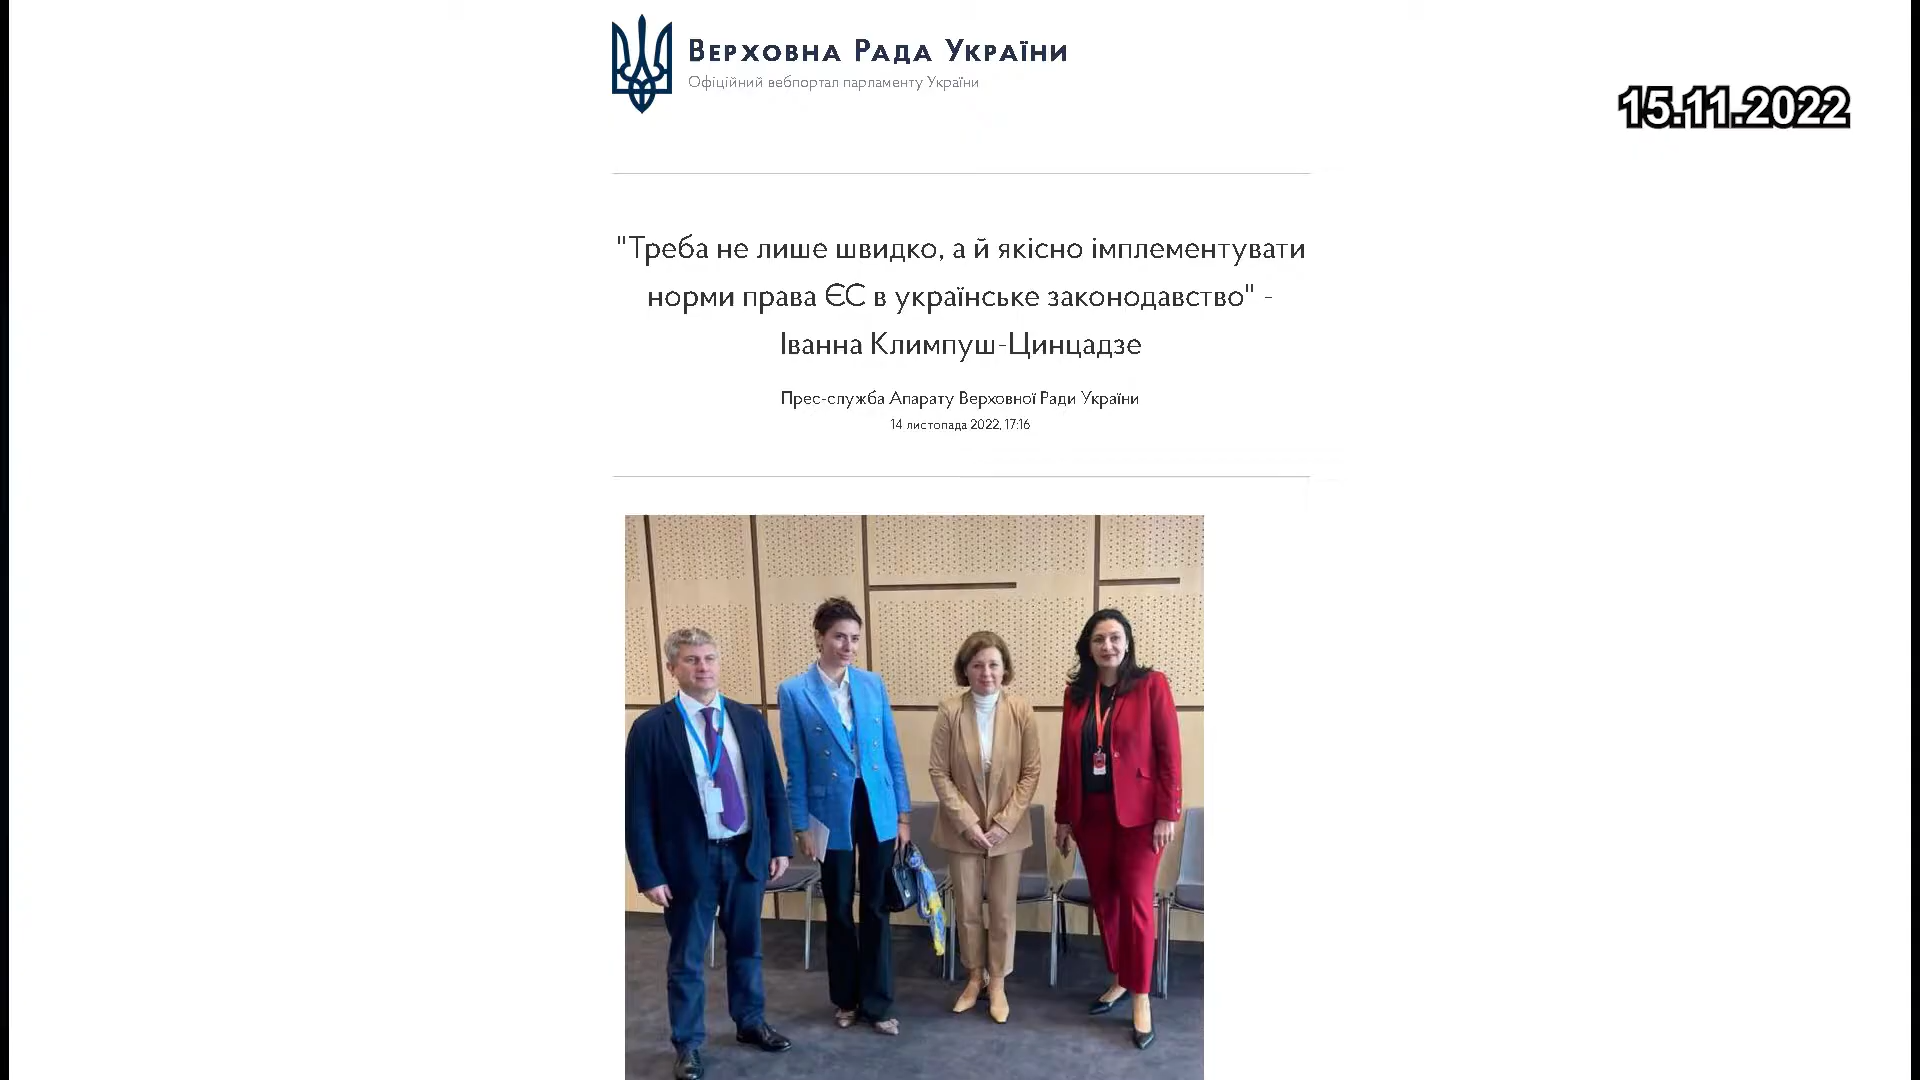 Верховна Рада України
Офіційний вебпортал парламенту України
15.11.2022
"Треба не лише швидко, а й якісно імплементувати
норми права ЄС в українське законодавство" -
Іванна Климпуш-Цинцадзе
Прес-служба Апарату Верховної Ради України
14 листопада 2022, 17:16